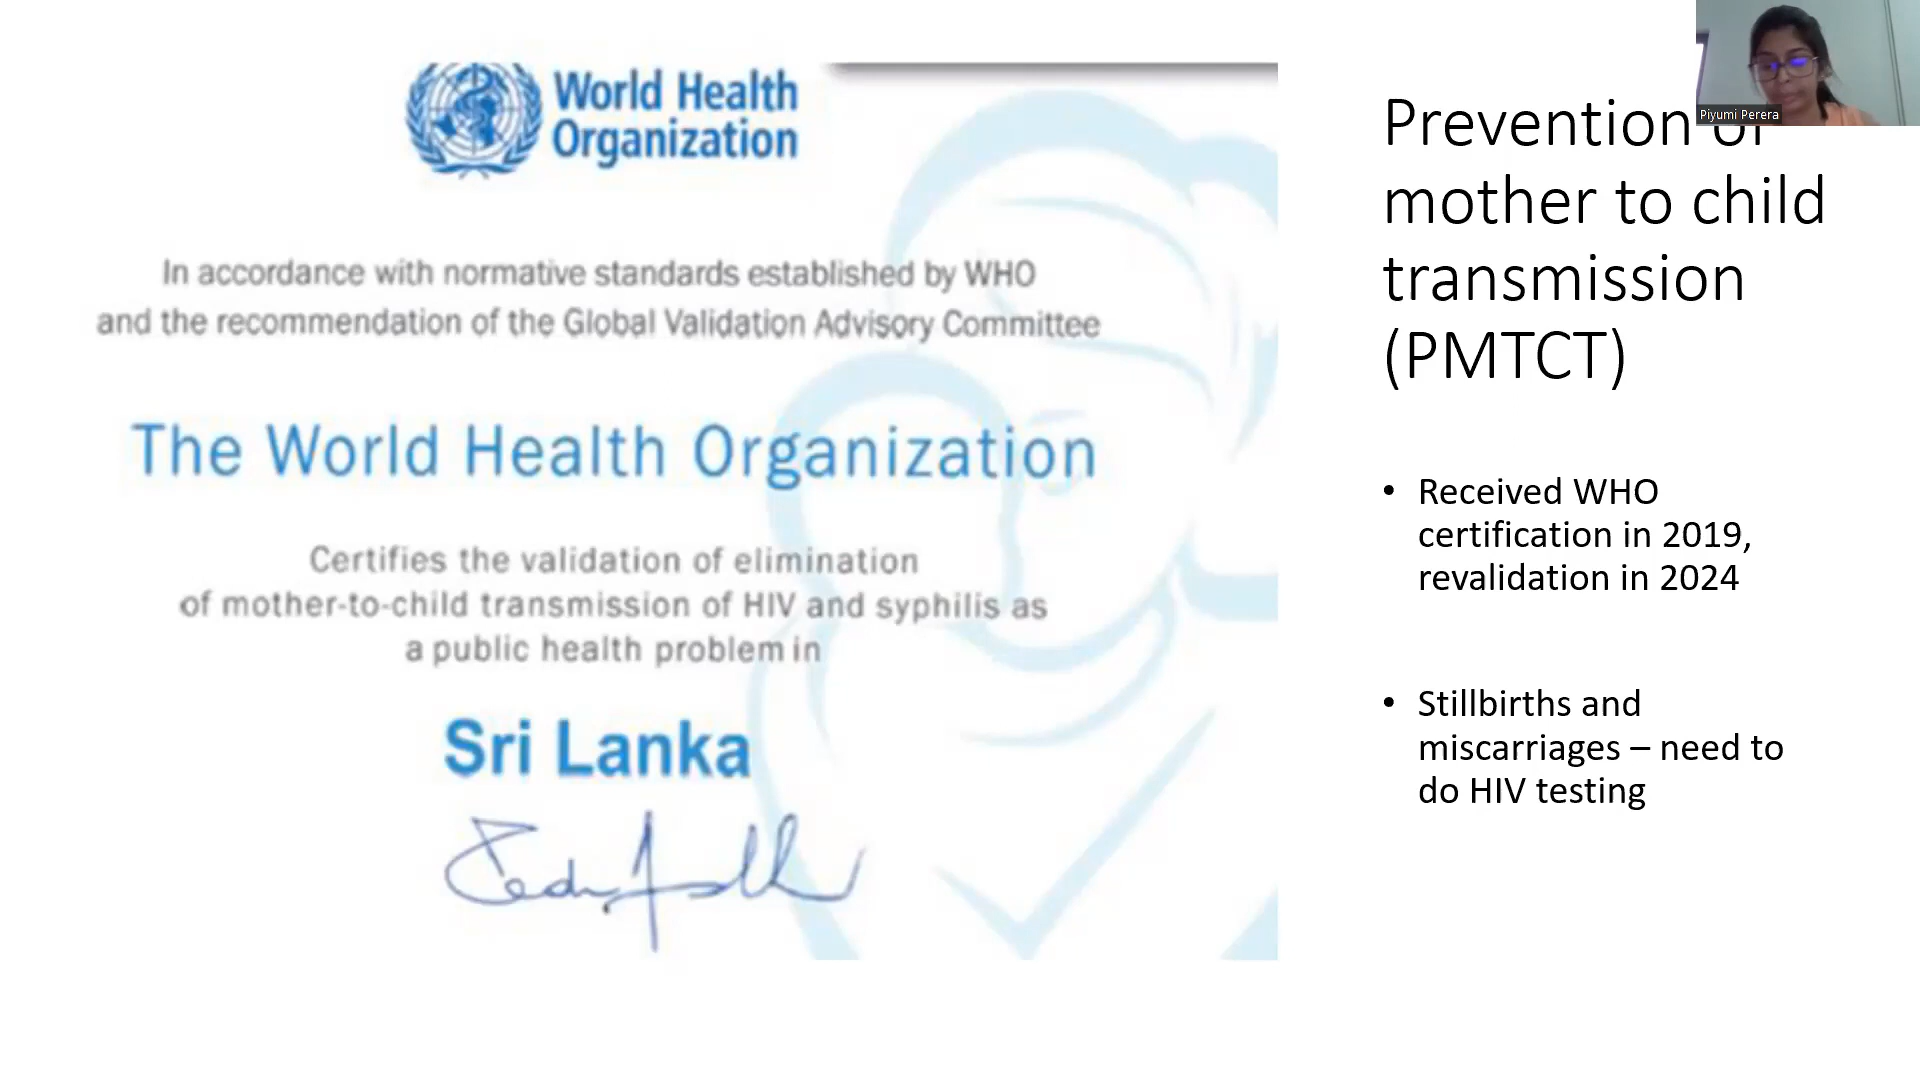 World Health
Organization
In accordance with normative standards established by WHO
and the recommendation of the Global Validation Advisory Committee
The World Health Organization
Certifies the validation of elimination
of mother-to-child transmission of HIV and syphilis as
a public health problem in
Sri Lanka
Piyumi Perera
Prevention of
mother to child
transmission
(PMTCT)
• Received WHO
certification in 2019,
revalidation in 2024
• Stillbirths and
miscarriages – need to
do HIV testing